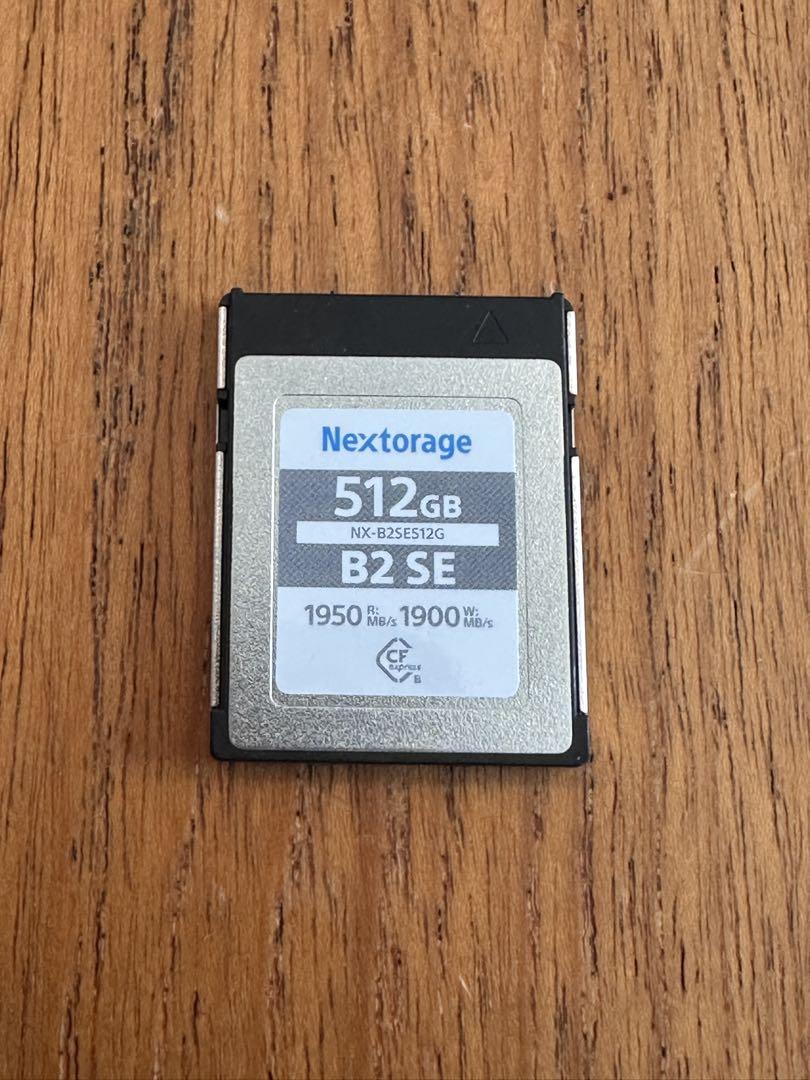 Nextorage
512GB
NX-B2SE512G
B2 SE
1950 R: MB/s 1900 W: MB/s
CF
express
B